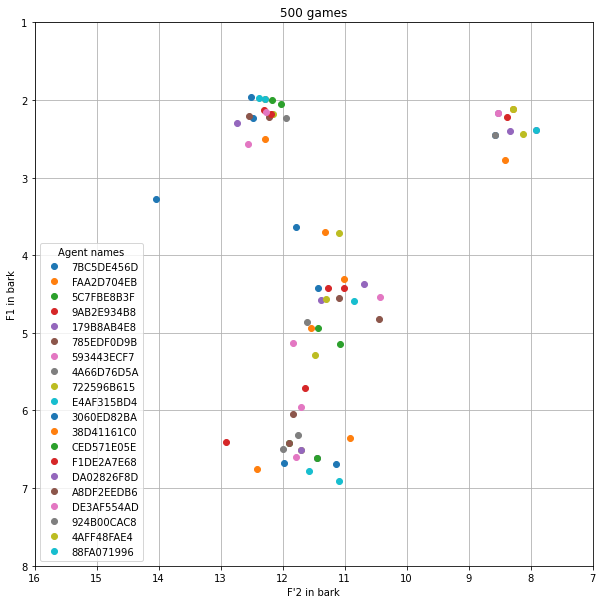 500 games
1
2
3
4
5
6
7
8
F1 in bark
Agent names
7BC5DE456D
FAA2D704EB
5C7FBE8B3F
9AB2E934B8
179B8AB4E8
785EDF0D9B
593443ECF7
4A66D76D5A
722596B615
E4AF315BD4
3060ED82BA
38D41161C0
CED571E05E
F1DE2A7E68
DA02826F8D
A8DF2EEDB6
DE3AF554AD
924B00CAC8
4AFF48FAE4
88FA071996
16 15 14 13 12 11 10 9 8 7
F'2 in bark